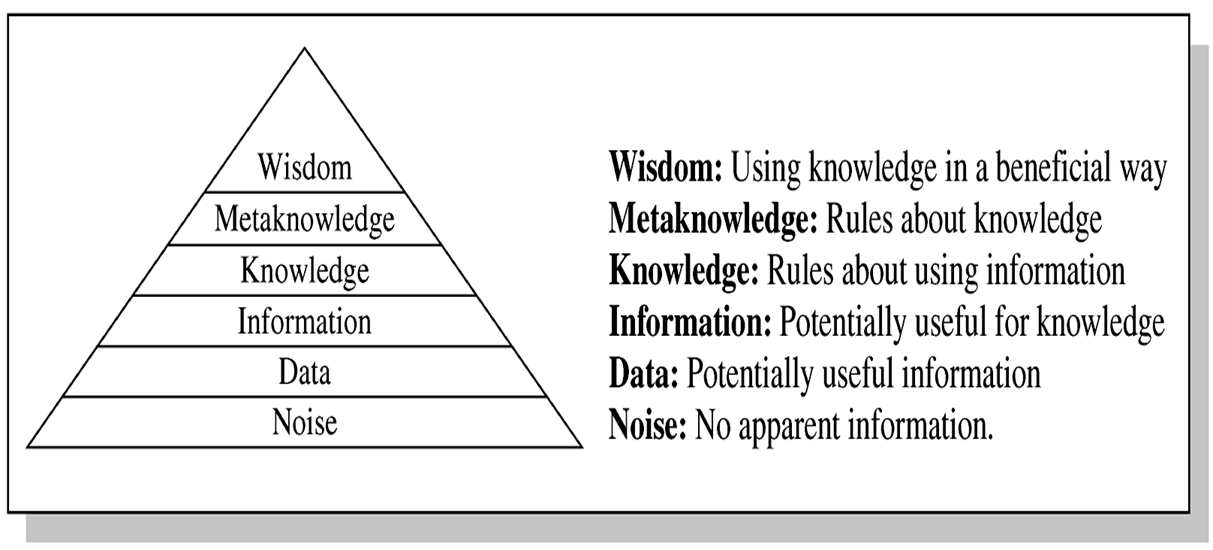 Wisdom
Metaknowledge
Knowledge
Information
Data
Noise
Wisdom: Using knowledge in a beneficial way
Metaknowledge: Rules about knowledge
Knowledge: Rules about using information
Information: Potentially useful for knowledge
Data: Potentially useful information
Noise: No apparent information.